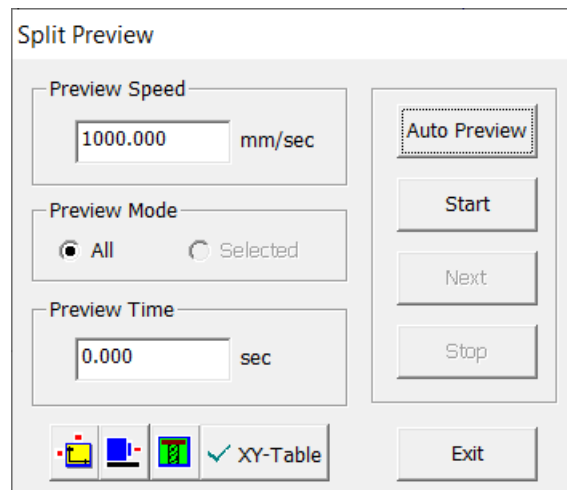 Split Preview
Preview Speed
1000.000 mm/sec
Auto Preview
Start
Preview Mode
All Selected
Next
Preview Time
0.000 sec
Stop
XY-Table
Exit